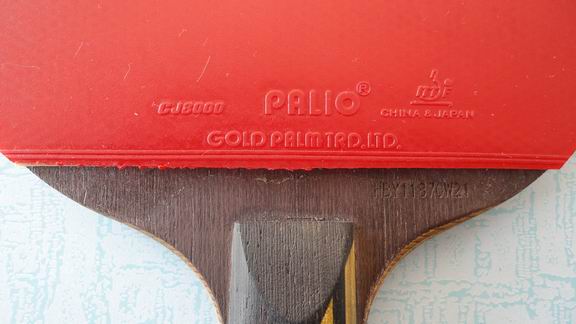 CJ8000 PALIO® ITTF
CHINA & JAPAN
GOLD PALM TRD. LTD.